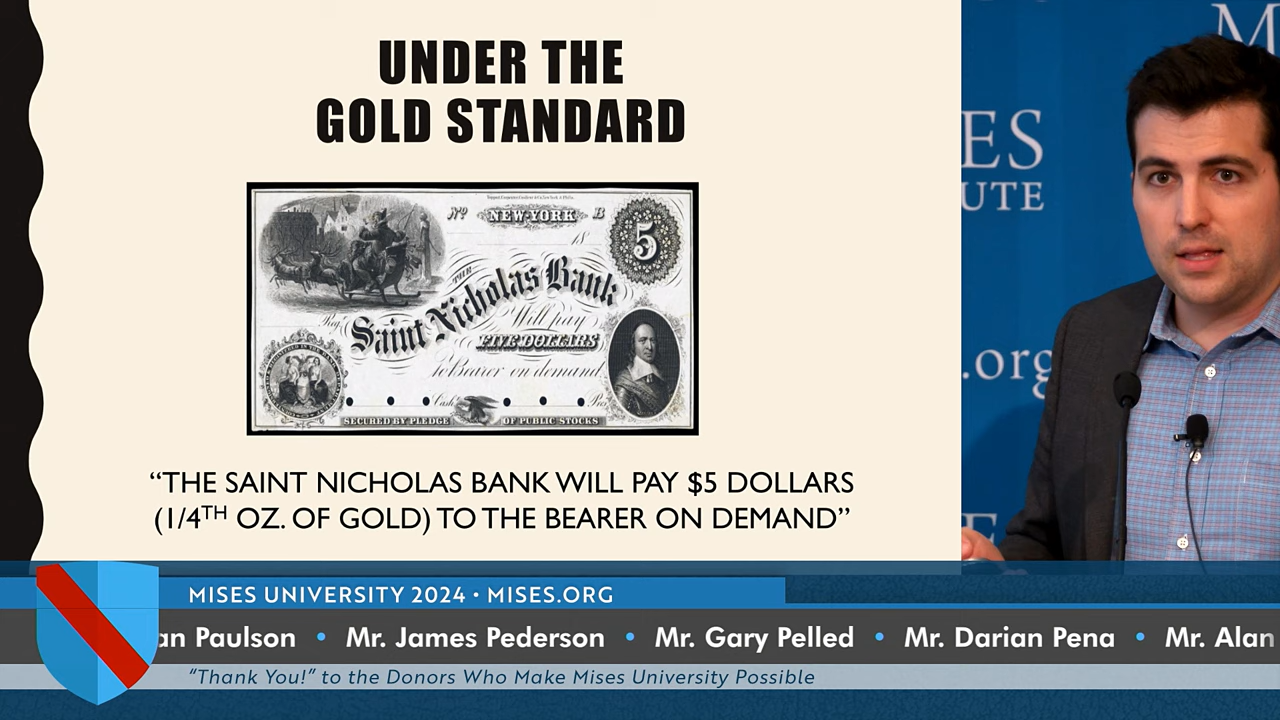 UNDER THE
GOLD STANDARD
Nº NEW-YORK B
5
18
THE
Saint Nicholas Bank
Will pay
FIVE DOLLARS
to Bearer on demand
SECURED BY PLEDGE OF PUBLIC STOCKS
“THE SAINT NICHOLAS BANK WILL PAY $5 DOLLARS
(1/4TH OZ. OF GOLD) TO THE BEARER ON DEMAND”
M
ES
UTE
.org
E
MISES UNIVERSITY 2024 • MISES.ORG
an Paulson • Mr. James Pederson • Mr. Gary Pelled • Mr. Darian Pena • Mr. Alan
“Thank You!” to the Donors Who Make Mises University Possible